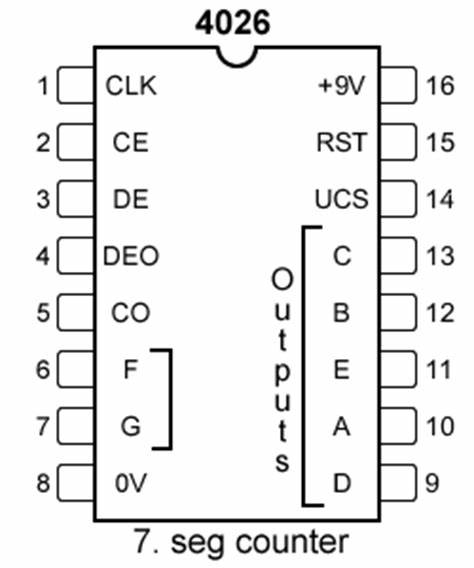 4026
1 CLK +9V 16
2 CE RST 15
3 DE UCS 14
4 DEO C 13
5 CO B 12
6 F E 11
7 G A 10
8 0V D 9
Outputs
7. seg counter